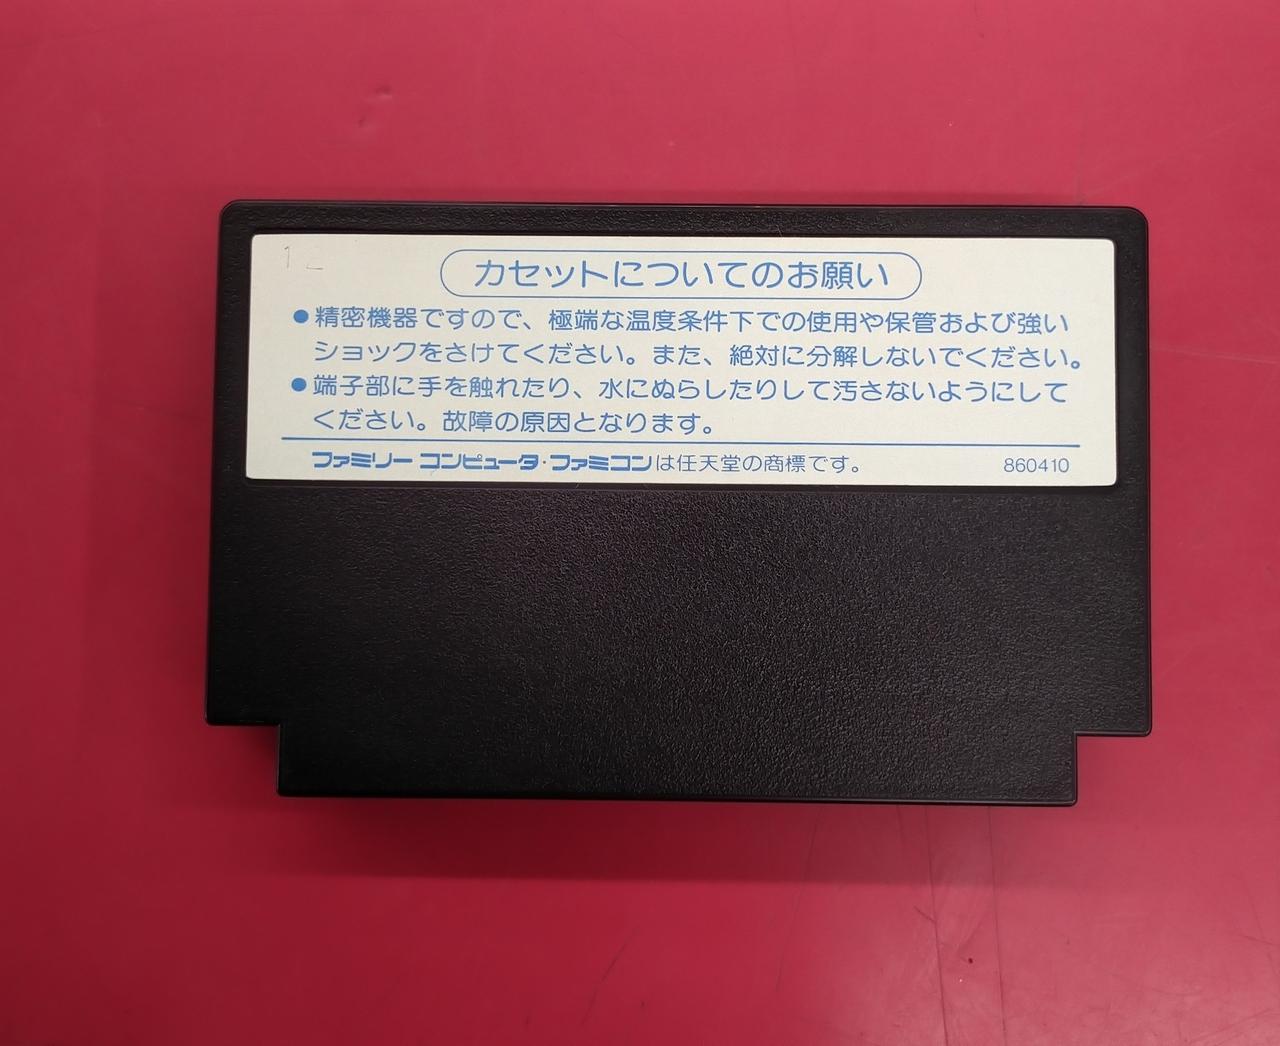 カセットについてのお願い
●精密機器ですので、極端な温度条件下での使用や保管および強い
ショックをさけてください。また、絶対に分解しないでください。
●端子部に手を触れたり、水にぬらしたりして汚さないようにして
ください。故障の原因となります。
ファミリー コンピュータ・ファミコンは任天堂の商標です。 860410